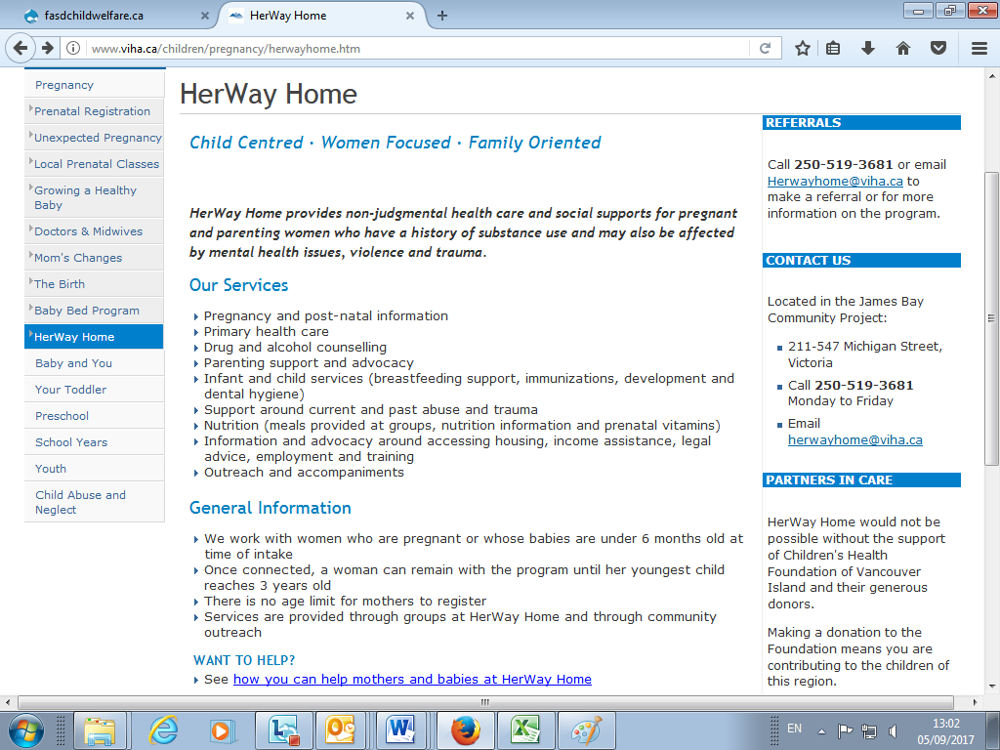 fasdchildwelfare.ca
HerWay Home
www.viha.ca/children/pregnancy/herwayhome.htm
Pregnancy
Prenatal Registration
Unexpected Pregnancy
Local Prenatal Classes
Growing a Healthy
Baby
Doctors & Midwives
Mom's Changes
The Birth
Baby Bed Program
HerWay Home
Baby and You
Your Toddler
Preschool
School Years
Youth
Child Abuse and
Neglect
HerWay Home
Child Centred · Women Focused · Family Oriented
HerWay Home provides non-judgmental health care and social supports for pregnant
and parenting women who have a history of substance use and may also be affected
by mental health issues, violence and trauma.
Our Services
Pregnancy and post-natal information
Primary health care
Drug and alcohol counselling
Parenting support and advocacy
Infant and child services (breastfeeding support, immunizations, development and
dental hygiene)
Support around current and past abuse and trauma
Nutrition (meals provided at groups, nutrition information and prenatal vitamins)
Information and advocacy around accessing housing, income assistance, legal
advice, employment and training
Outreach and accompaniments
General Information
We work with women who are pregnant or whose babies are under 6 months old at
time of intake
Once connected, a woman can remain with the program until her youngest child
reaches 3 years old
There is no age limit for mothers to register
Services are provided through groups at HerWay Home and through community
outreach
WANT TO HELP?
See how you can help mothers and babies at HerWay Home
REFERRALS
Call 250-519-3681 or email
Herwayhome@viha.ca to
make a referral or for more
information on the program.
CONTACT US
Located in the James Bay
Community Project:
211-547 Michigan Street,
Victoria
Call 250-519-3681
Monday to Friday
Email
herwayhome@viha.ca
PARTNERS IN CARE
HerWay Home would not be
possible without the support
of Children's Health
Foundation of Vancouver
Island and their generous
donors.
Making a donation to the
Foundation means you are
contributing to the children of
this region.
EN
13:02
05/09/2017